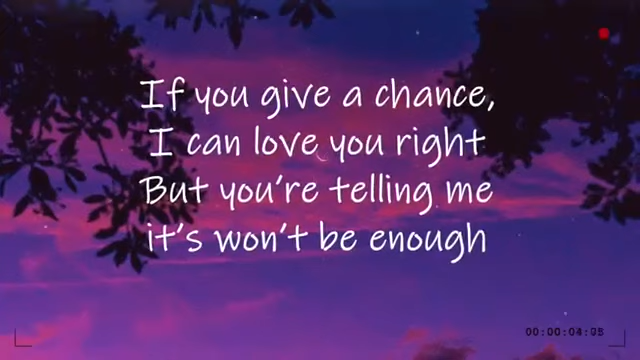 If you give a chance,
I can love you right
But you're telling me
it's won't be enough
00:00:04:05